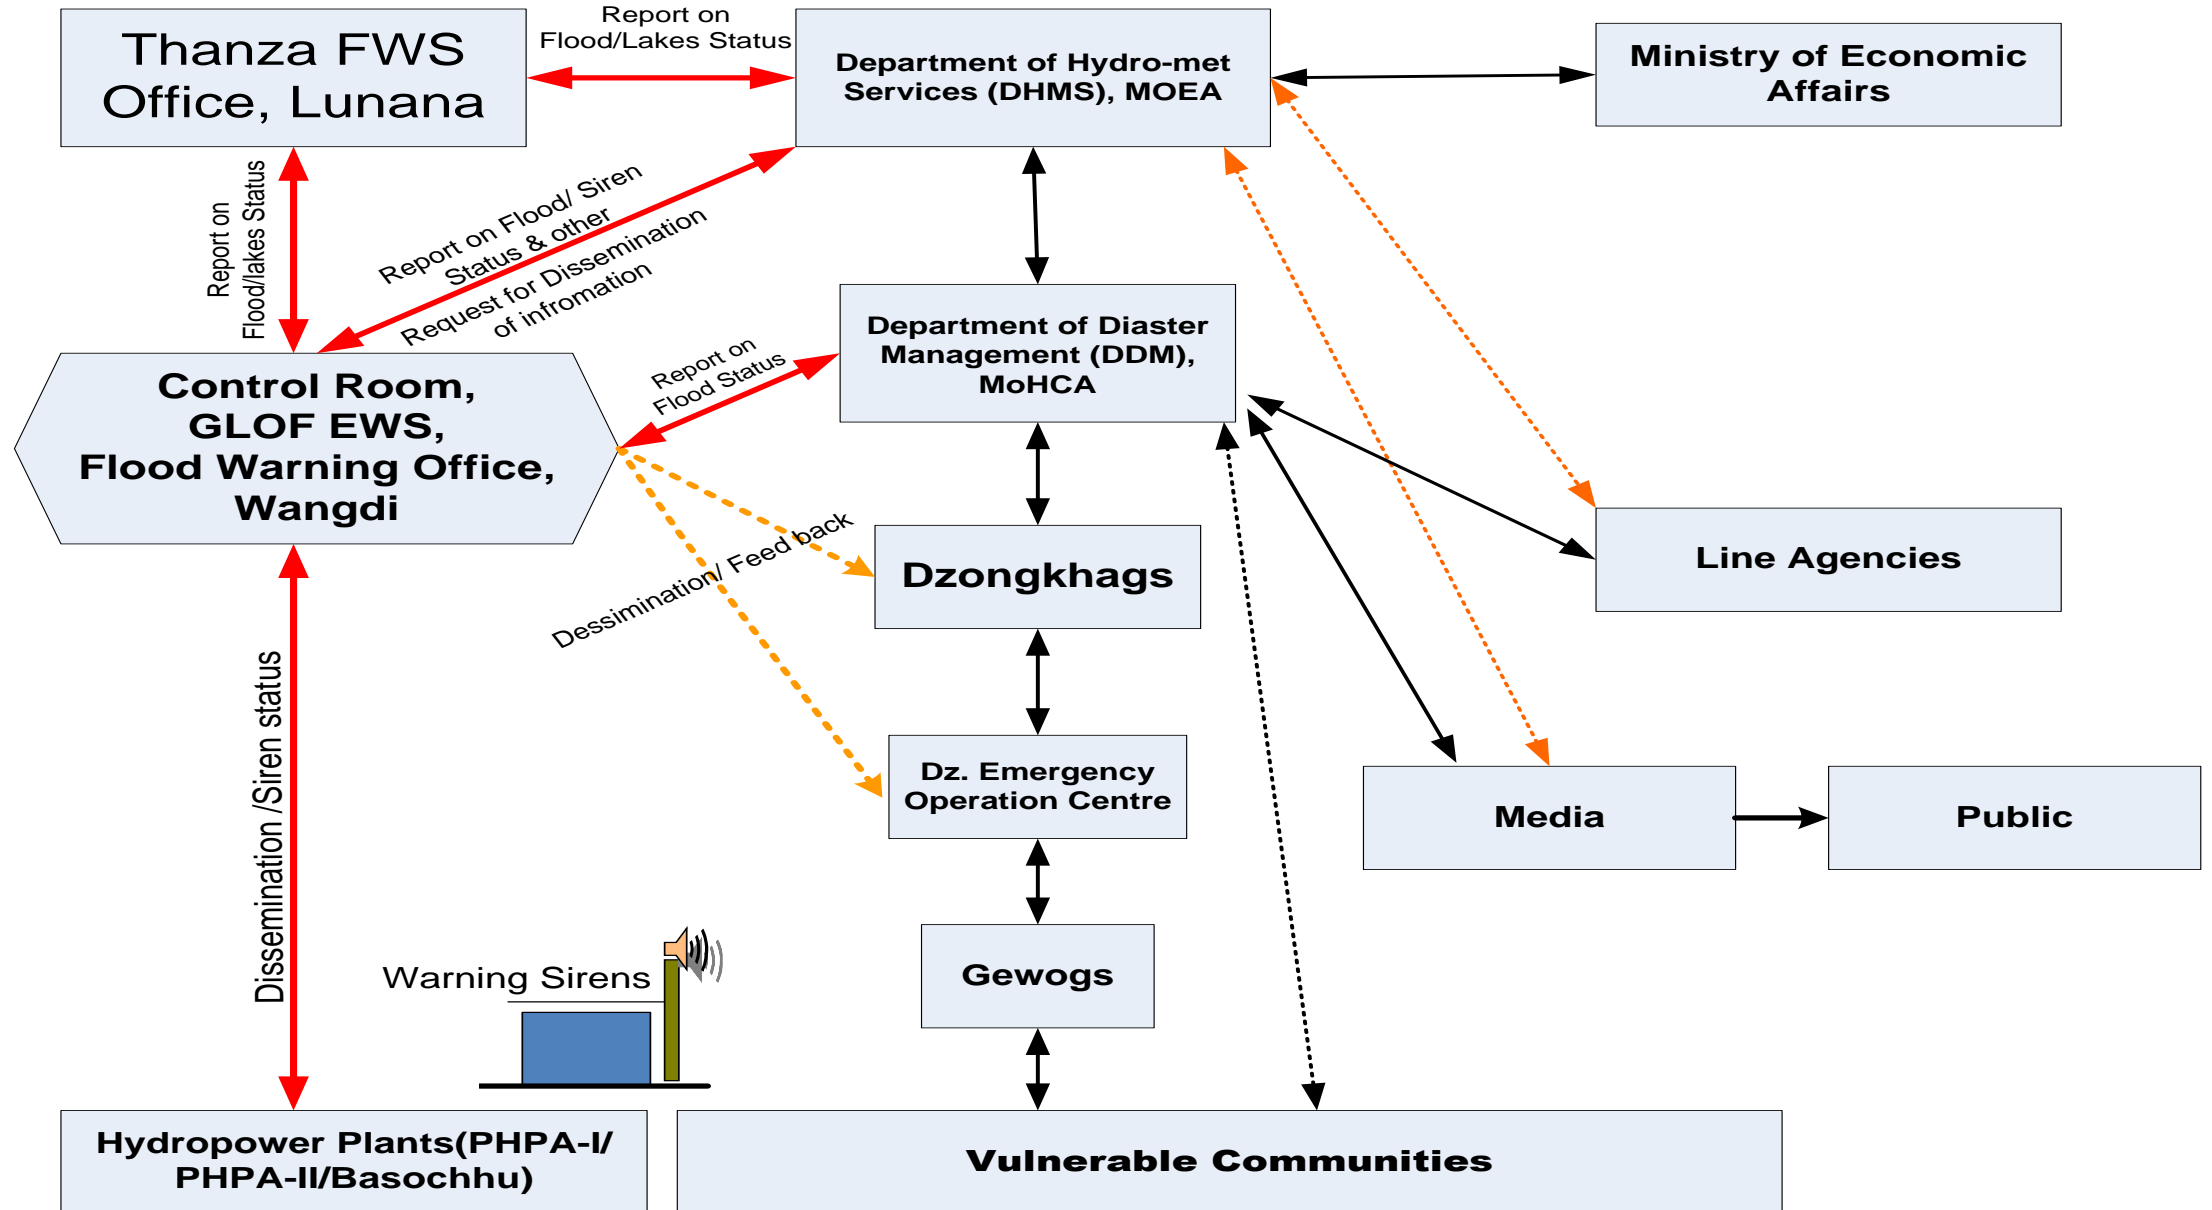 Thanza FWS
Office, Lunana
Report on
Flood/Lakes Status
Department of Hydro-met
Services (DHMS), MOEA
Ministry of Economic
Affairs
Report on
Flood/lakes Status
Report on Flood/ Siren
Status & other
Request for Dissemination
of infromation
Control Room,
GLOF EWS,
Flood Warning Office,
Wangdi
Report on
Flood Status
Department of Diaster
Management (DDM),
MoHCA
Dessimination/ Feed back
Dzongkhags
Line Agencies
Dissemination /Siren status
Dz. Emergency
Operation Centre
Media
Public
Warning Sirens
Gewogs
Hydropower Plants(PHPA-I/
PHPA-II/Basochhu)
Vulnerable Communities